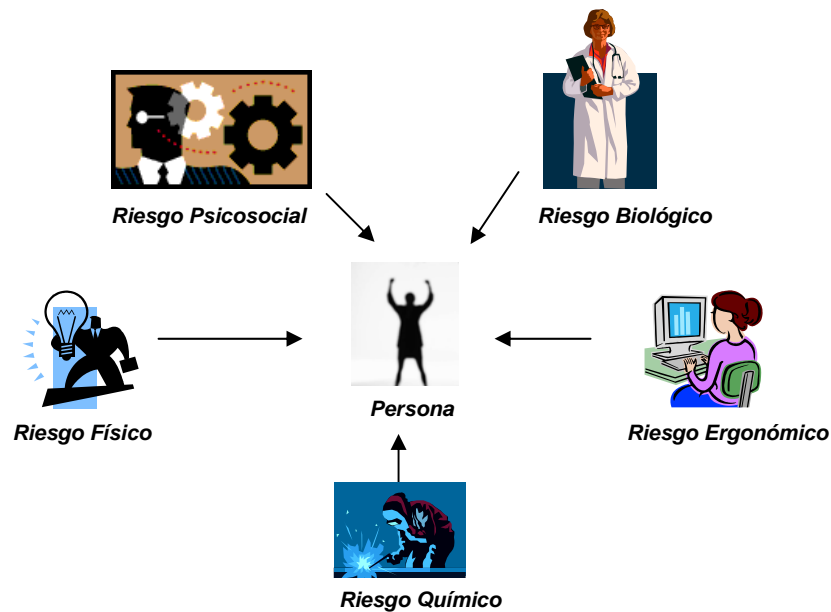 Riesgo Psicosocial
Riesgo Biológico
Persona
Riesgo Físico
Riesgo Ergonómico
Riesgo Químico